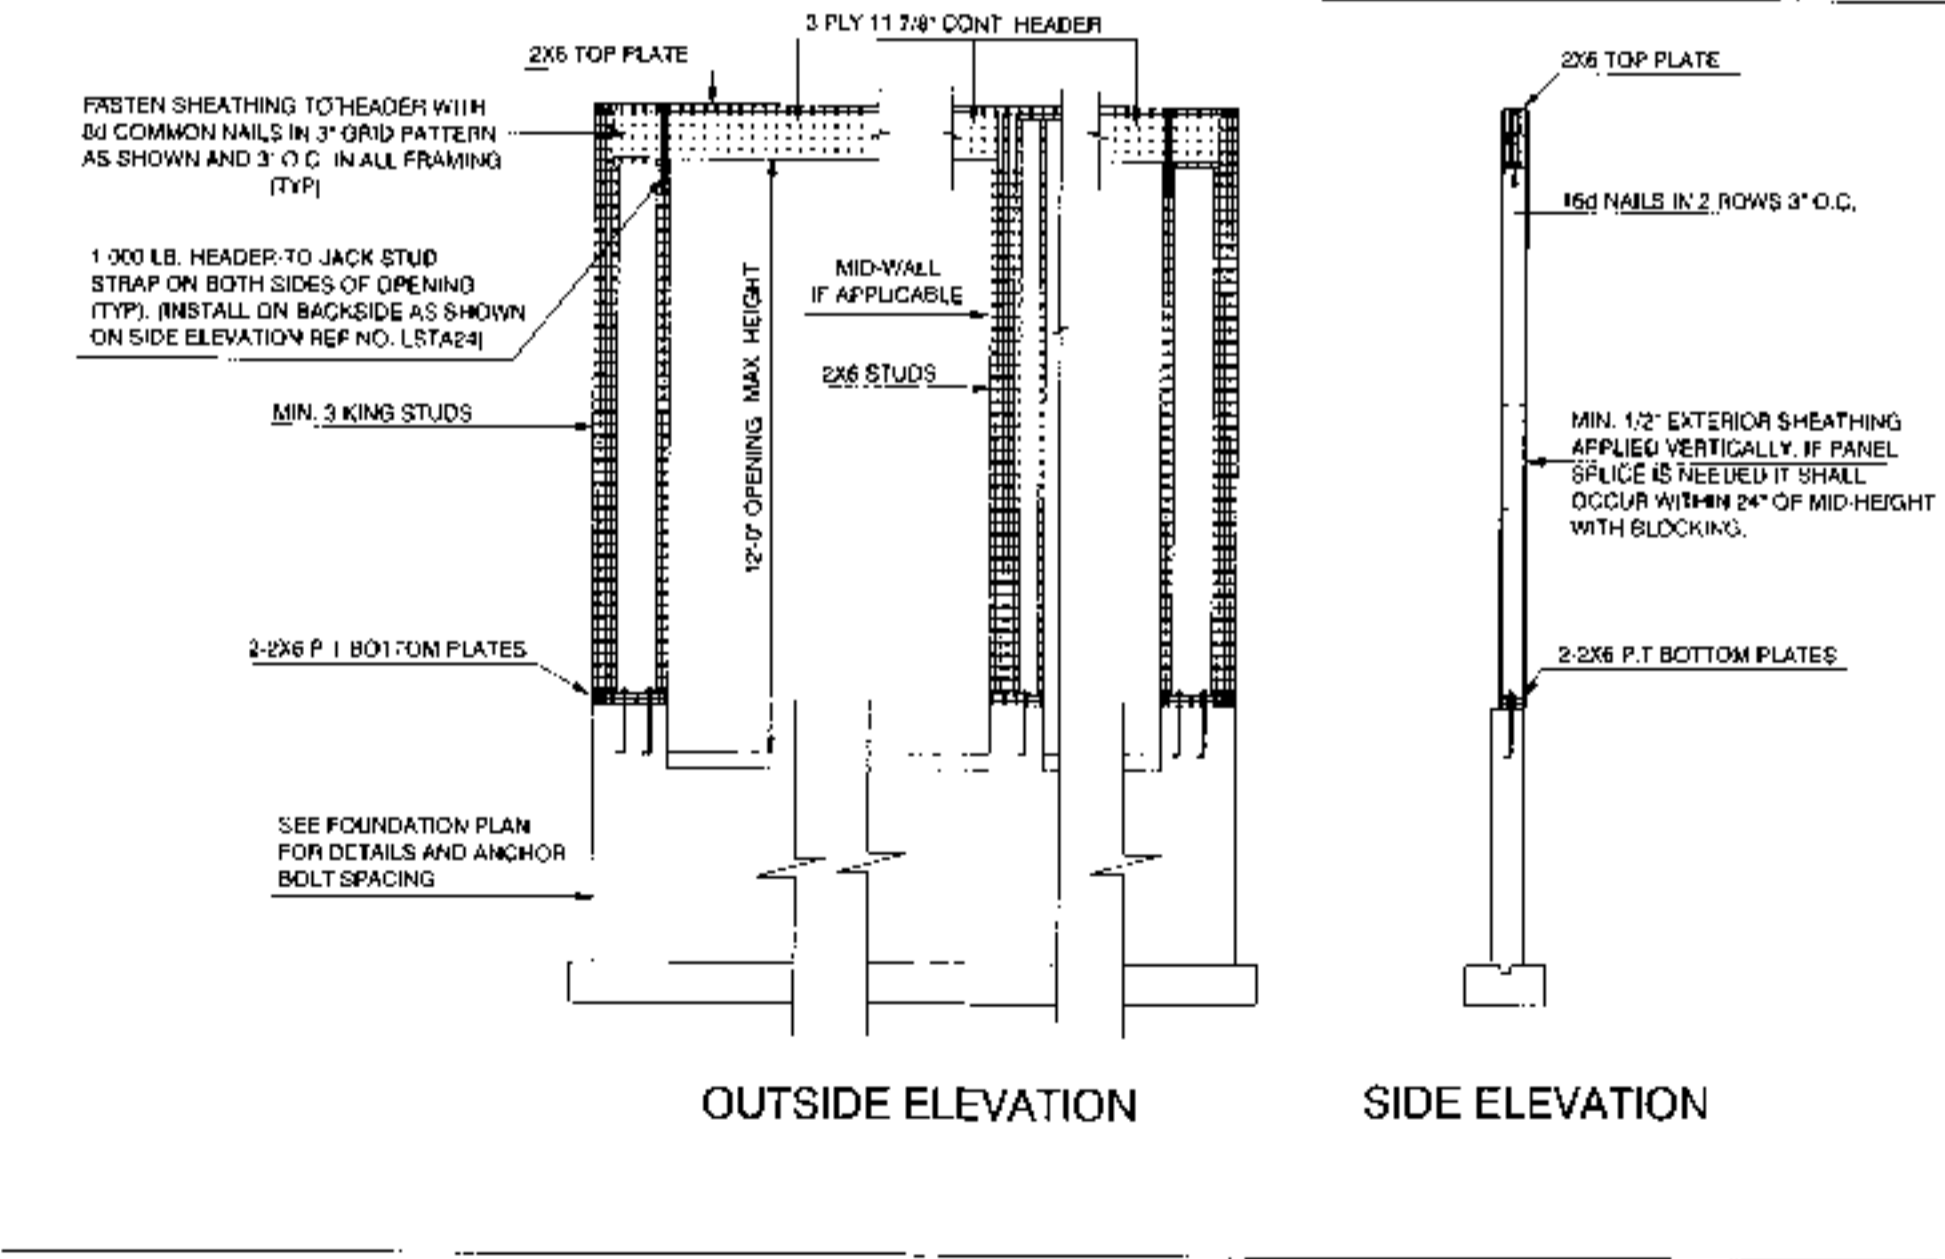 3 PLY 11 7/8" CONT HEADER
2X6 TOP PLATE
FASTEN SHEATHING TO HEADER WITH
8d COMMON NAILS IN 3" GRID PATTERN
AS SHOWN AND 3" O.C. IN ALL FRAMING
(TYP)
1 000 LB. HEADER-TO JACK STUD
STRAP ON BOTH SIDES OF OPENING
(TYP). (INSTALL ON BACKSIDE AS SHOWN
ON SIDE ELEVATION REF NO. LSTA24)
MIN. 3 KING STUDS
12'-0" OPENING MAX HEIGHT
MID-WALL
IF APPLICABLE
2X6 STUDS
2-2X6 P.T BOTTOM PLATES
SEE FOUNDATION PLAN
FOR DETAILS AND ANCHOR
BOLT SPACING
OUTSIDE ELEVATION
2X6 TOP PLATE
16d NAILS IN 2 ROWS 3" O.C.
MIN. 1/2" EXTERIOR SHEATHING
APPLIED VERTICALLY. IF PANEL
SPLICE IS NEEDED IT SHALL
OCCUR WITHIN 24" OF MID-HEIGHT
WITH BLOCKING.
2-2X6 P.T BOTTOM PLATES
SIDE ELEVATION